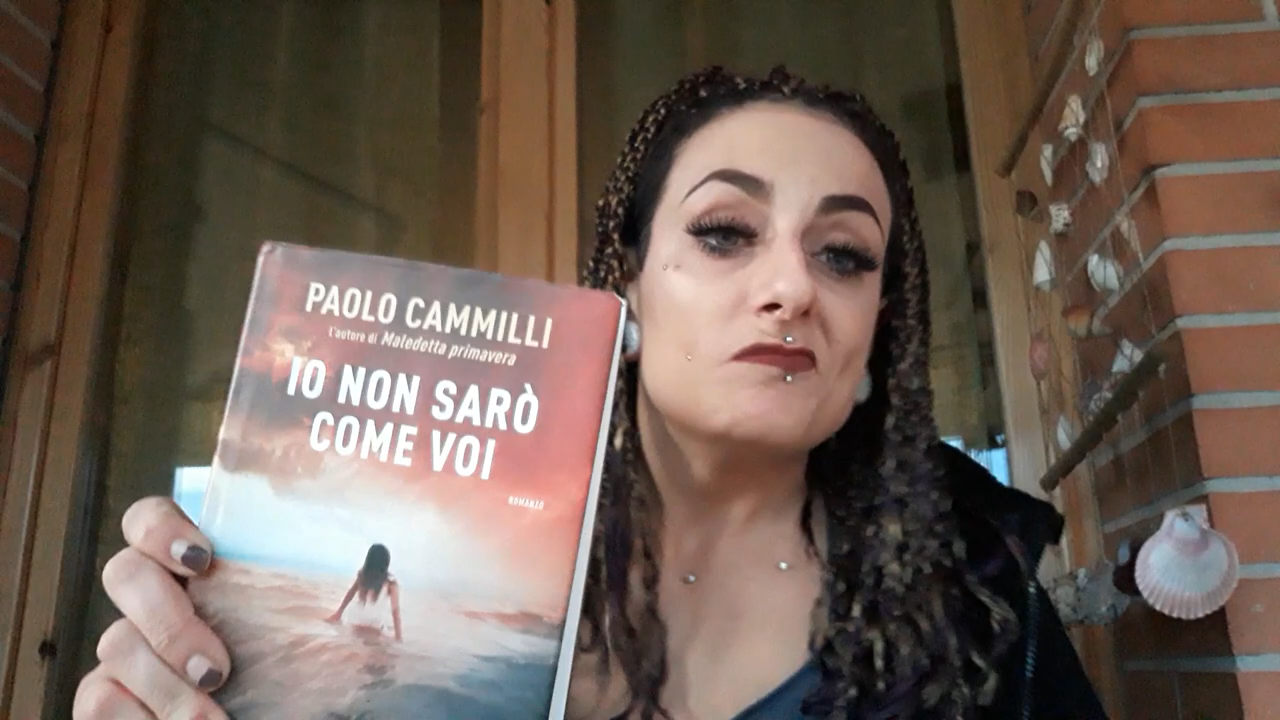 PAOLO CAMMILLI
L'autore di Maledetta primavera
IO NON SARÒ
COME VOI
ROMANZO